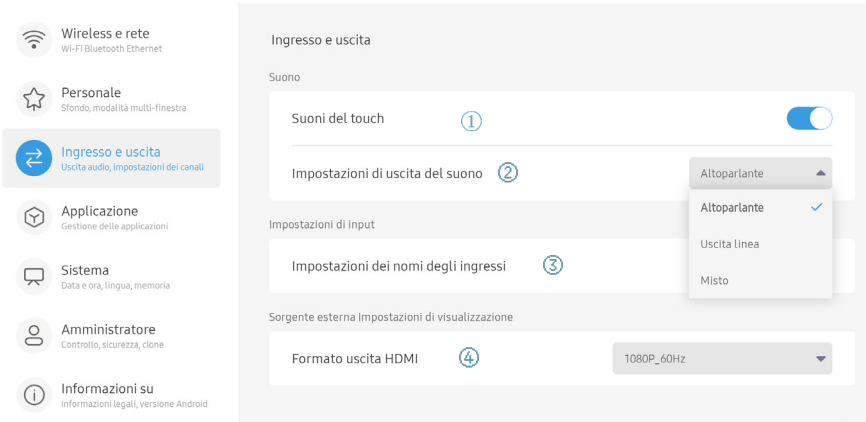 Wireless e rete
Wi-Fi Bluetooth Ethernet
Personale
Sfondo, modalità multi-finestra
Ingresso e uscita
Uscita audio, impostazioni dei canali
Applicazione
Gestione delle applicazioni
Sistema
Data e ora, lingua, memoria
Amministratore
Controllo, sicurezza, clone
Informazioni su
Informazioni legali, versione Android
Ingresso e uscita
Suono
Suoni del touch ①
Impostazioni di uscita del suono ② Altoparlante
Altoparlante
Uscita linea
Misto
Impostazioni di input
Impostazioni dei nomi degli ingressi ③
Sorgente esterna Impostazioni di visualizzazione
Formato uscita HDMI ④ 1080P_60Hz